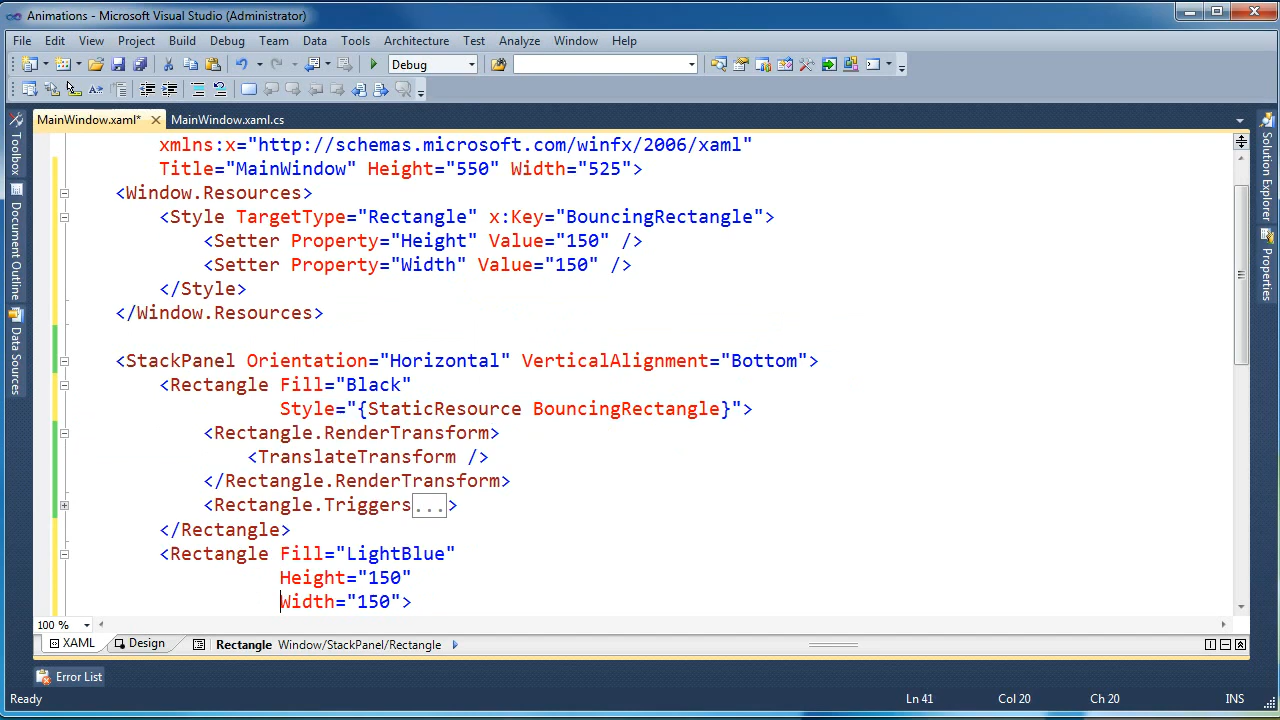 Animations - Microsoft Visual Studio (Administrator)
File Edit View Project Build Debug Team Data Tools Architecture Test Analyze Window Help
Debug
MainWindow.xaml* MainWindow.xaml.cs
xmlns:x="http://schemas.microsoft.com/winfx/2006/xaml"
Title="MainWindow" Height="550" Width="525">
<Window.Resources>
<Style TargetType="Rectangle" x:Key="BouncingRectangle">
<Setter Property="Height" Value="150" />
<Setter Property="Width" Value="150" />
</Style>
</Window.Resources>
<StackPanel Orientation="Horizontal" VerticalAlignment="Bottom">
<Rectangle Fill="Black"
Style="{StaticResource BouncingRectangle}">
<Rectangle.RenderTransform>
<TranslateTransform />
</Rectangle.RenderTransform>
<Rectangle.Triggers...>
</Rectangle>
<Rectangle Fill="LightBlue"
Height="150"
Width="150">
100 %
XAML Design Rectangle Window/StackPanel/Rectangle
Error List
Ready Ln 41 Col 20 Ch 20 INS
Toolbox
Document Outline
Data Sources
Solution Explorer
Properties